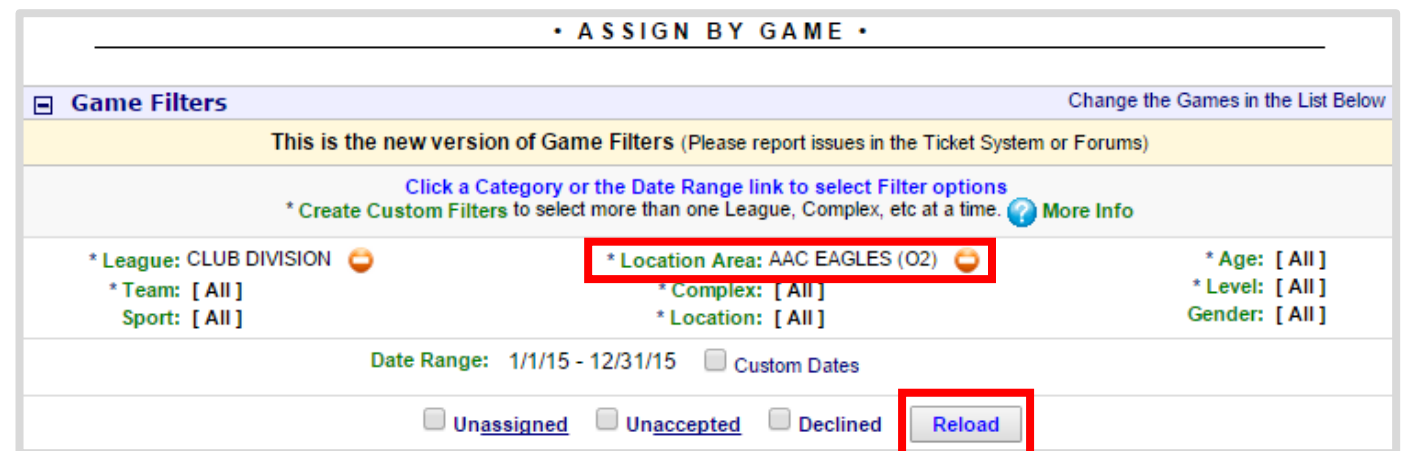 • ASSIGN BY GAME •
Game Filters Change the Games in the List Below
This is the new version of Game Filters (Please report issues in the Ticket System or Forums)
Click a Category or the Date Range link to select Filter options
* Create Custom Filters to select more than one League, Complex, etc at a time. ? More Info
* League: CLUB DIVISION * Location Area: AAC EAGLES (O2) * Age: [ All ]
* Team: [ All ] * Complex: [ All ] * Level: [ All ]
Sport: [ All ] * Location: [ All ] Gender: [ All ]
Date Range: 1/1/15 - 12/31/15 Custom Dates
Unassigned Unaccepted Declined Reload